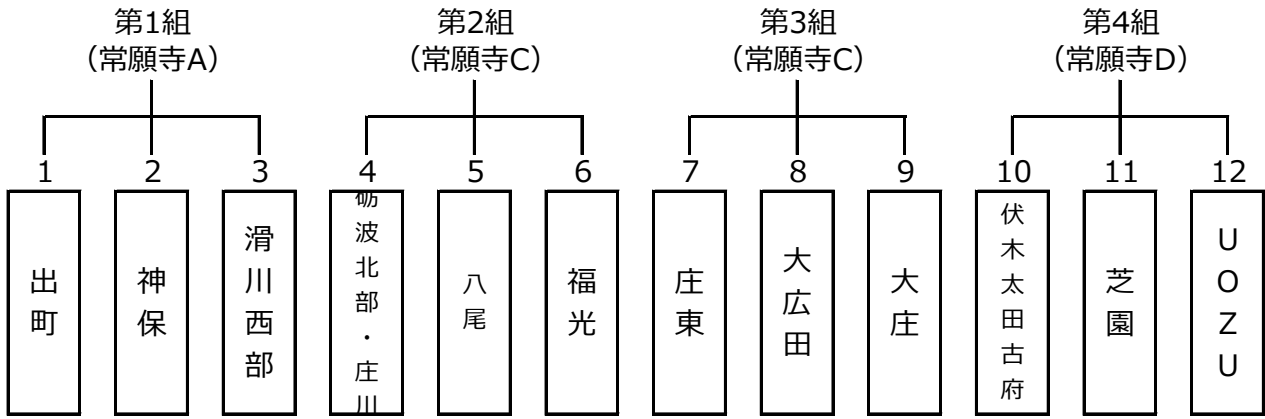 第1組 第2組 第3組 第4組
（常願寺A） （常願寺C） （常願寺C） （常願寺D）
1 2 3 4 5 6 7 8 9 10 11 12
出町
神保
滑川西部
砺波北部・庄川
八尾
福光
庄東
大広田
大庄
伏木太田古府
芝園
UOZU